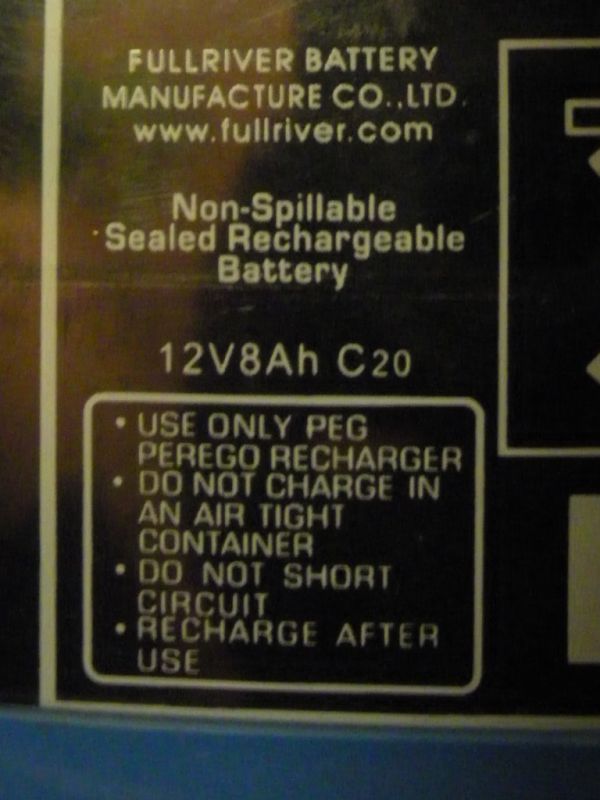 FULLRIVER BATTERY
MANUFACTURE CO.,LTD.
www.fullriver.com
Non-Spillable
Sealed Rechargeable
Battery
12V8Ah C20
• USE ONLY PEG
PEREGO RECHARGER
• DO NOT CHARGE IN
AN AIR TIGHT
CONTAINER
• DO NOT SHORT
CIRCUIT
• RECHARGE AFTER
USE